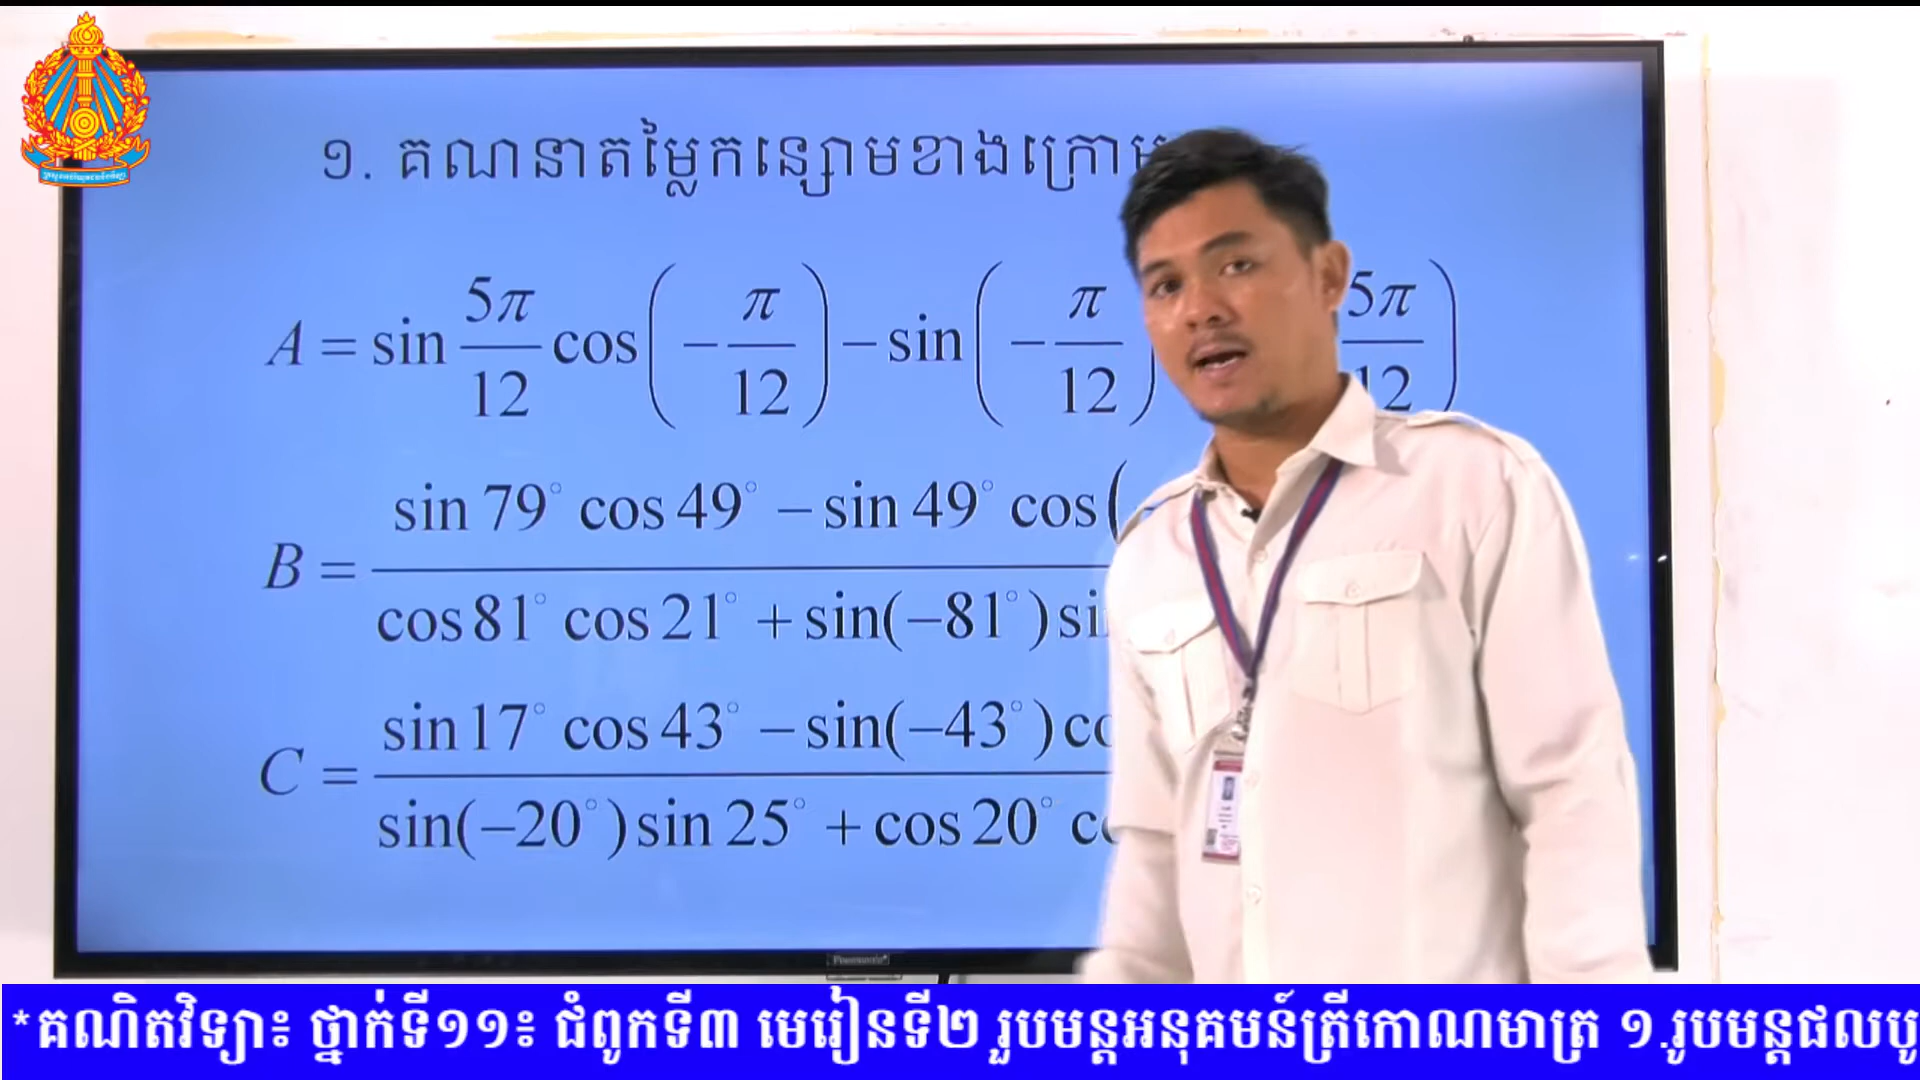 ១. គណនាតម្លៃកន្សោមខាងក្រោម
A = sin 5π/12 cos(−π/12) − sin(−π/12) 5π/12)
B = sin 79° cos 49° − sin 49° cos(
cos 81° cos 21° + sin(−81°)
C = sin 17° cos 43° − sin(−43°)
sin(−20°) sin 25° + cos 20°
*គណិតវិទ្យា៖ ថ្នាក់ទី១១៖ ជំពូកទី៣ មេរៀនទី២ រូបមន្តអនុគមន៍ត្រីកោណមាត្រ ១.រូបមន្តផលបូ